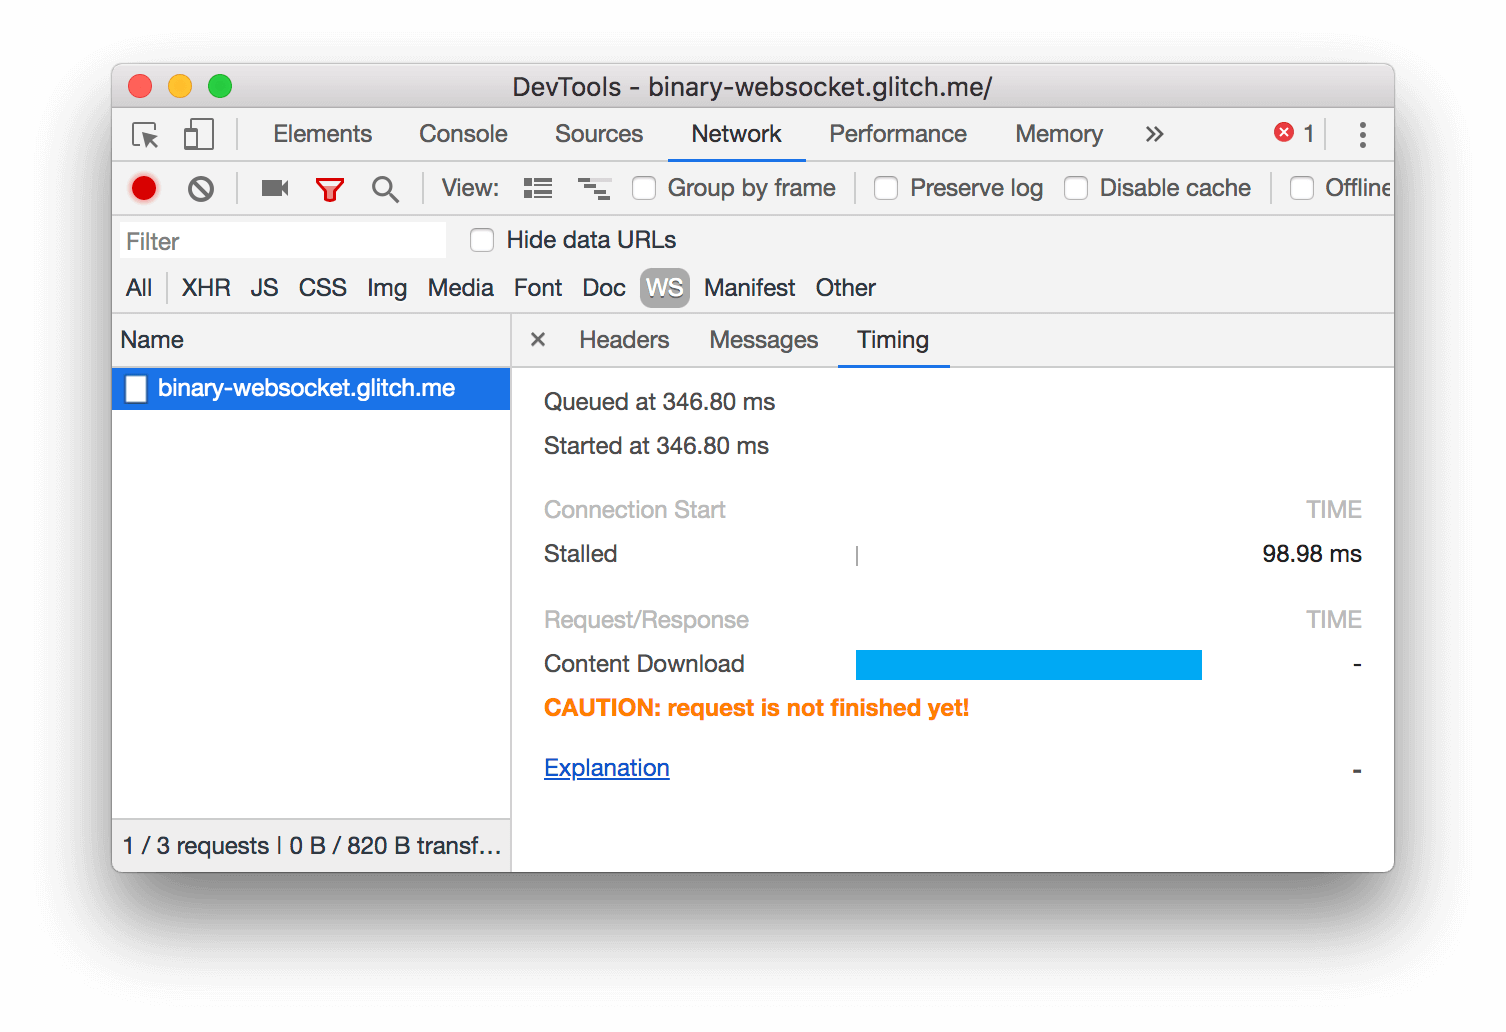 DevTools - binary-websocket.glitch.me/
Elements Console Sources Network Performance Memory » 1
View: Group by frame Preserve log Disable cache Offline
Filter Hide data URLs
All XHR JS CSS Img Media Font Doc WS Manifest Other
Name
binary-websocket.glitch.me
1 / 3 requests | 0 B / 820 B transf...
× Headers Messages Timing
Queued at 346.80 ms
Started at 346.80 ms
Connection Start TIME
Stalled 98.98 ms
Request/Response TIME
Content Download -
CAUTION: request is not finished yet!
Explanation -